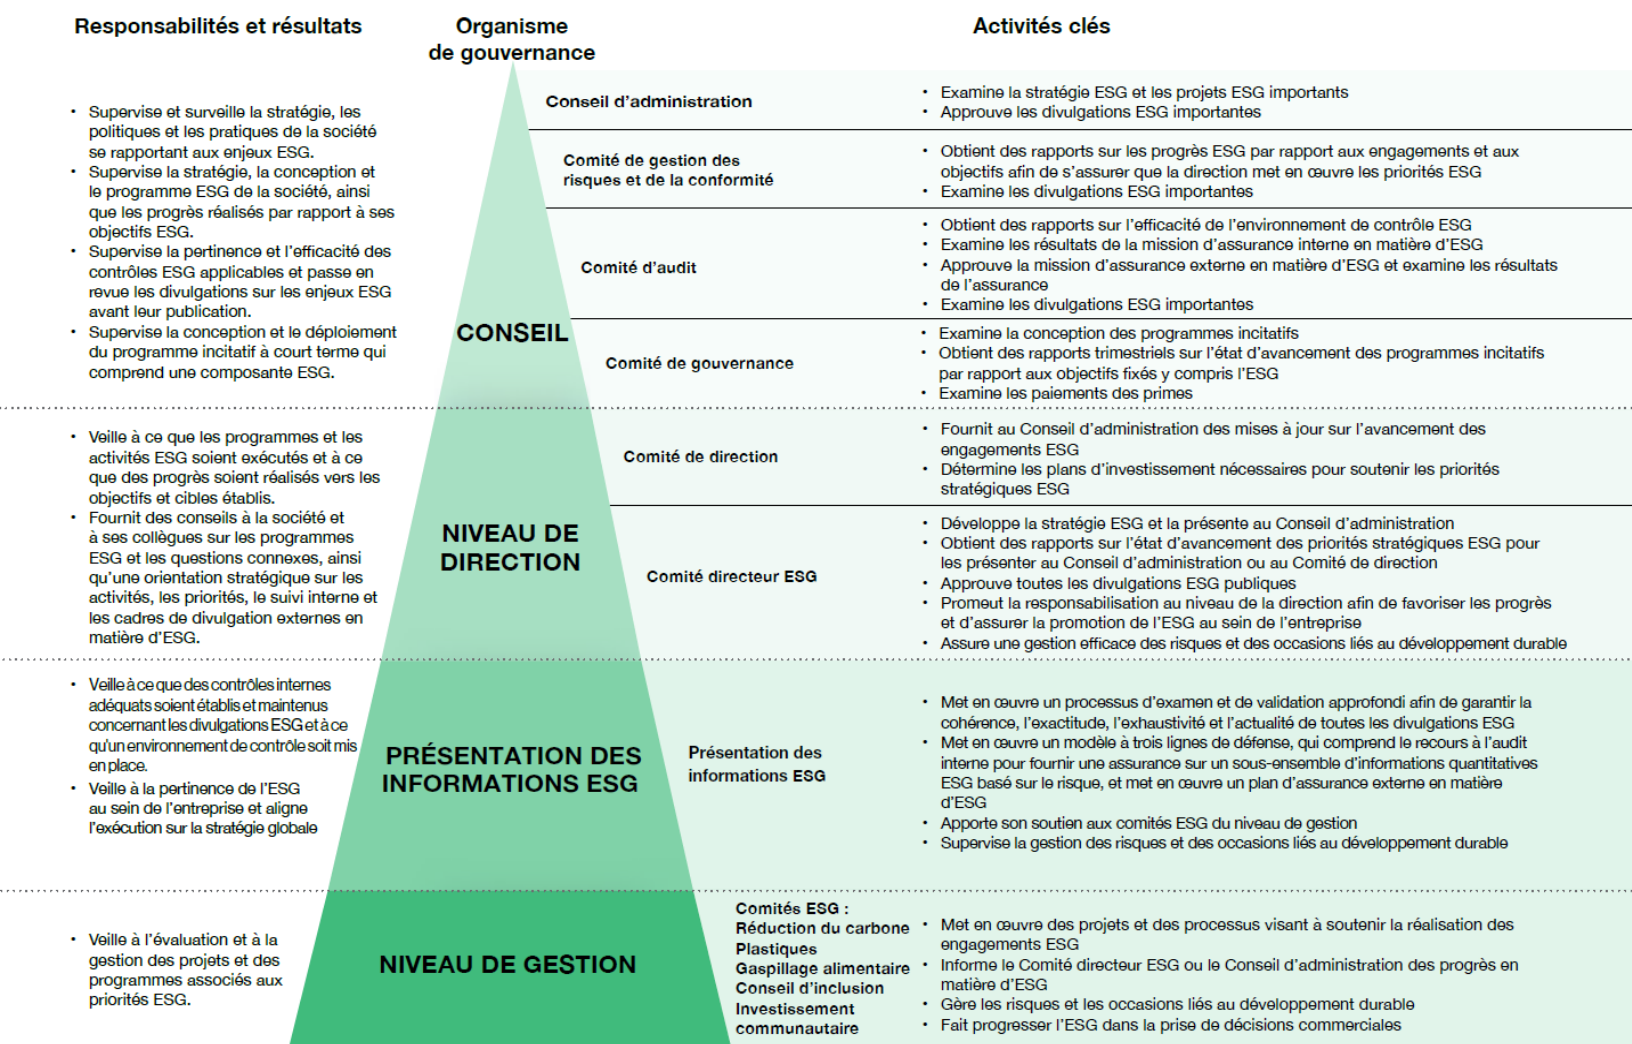 Responsabilités et résultats
Organisme
de gouvernance
Activités clés
• Supervise et surveille la stratégie, les
politiques et les pratiques de la société
se rapportant aux enjeux ESG.
• Supervise la stratégie, la conception et
le programme ESG de la société, ainsi
que les progrès réalisés par rapport à ses
objectifs ESG.
• Supervise la pertinence et l'efficacité des
contrôles ESG applicables et passe en
revue les divulgations sur les enjeux ESG
avant leur publication.
• Supervise la conception et le déploiement
du programme incitatif à court terme qui
comprend une composante ESG.
CONSEIL
Conseil d'administration
• Examine la stratégie ESG et les projets ESG importants
• Approuve les divulgations ESG importantes
Comité de gestion des
risques et de la conformité
• Obtient des rapports sur les progrès ESG par rapport aux engagements et aux
objectifs afin de s'assurer que la direction met en œuvre les priorités ESG
• Examine les divulgations ESG importantes
Comité d'audit
• Obtient des rapports sur l'efficacité de l'environnement de contrôle ESG
• Examine les résultats de la mission d'assurance interne en matière d'ESG
• Approuve la mission d'assurance externe en matière d'ESG et examine les résultats
de l'assurance
• Examine les divulgations ESG importantes
Comité de gouvernance
• Examine la conception des programmes incitatifs
• Obtient des rapports trimestriels sur l'état d'avancement des programmes incitatifs
par rapport aux objectifs fixés y compris l'ESG
• Examine les paiements des primes
• Veille à ce que les programmes et les
activités ESG soient exécutés et à ce
que des progrès soient réalisés vers les
objectifs et cibles établis.
• Fournit des conseils à la société et
à ses collègues sur les programmes
ESG et les questions connexes, ainsi
qu'une orientation stratégique sur les
activités, les priorités, le suivi interne et
les cadres de divulgation externes en
matière d'ESG.
NIVEAU DE
DIRECTION
Comité de direction
• Fournit au Conseil d'administration des mises à jour sur l'avancement des
engagements ESG
• Détermine les plans d'investissement nécessaires pour soutenir les priorités
stratégiques ESG
Comité directeur ESG
• Développe la stratégie ESG et la présente au Conseil d'administration
• Obtient des rapports sur l'état d'avancement des priorités stratégiques ESG pour
les présenter au Conseil d'administration ou au Comité de direction
• Approuve toutes les divulgations ESG publiques
• Promeut la responsabilisation au niveau de la direction afin de favoriser les progrès
et d'assurer la promotion de l'ESG au sein de l'entreprise
• Assure une gestion efficace des risques et des occasions liés au développement durable
• Veille à ce que des contrôles internes
adéquats soient établis et maintenus
concernant les divulgations ESG et à ce
qu'un environnement de contrôle soit mis
en place.
• Veille à la pertinence de l'ESG
au sein de l'entreprise et aligne
l'exécution sur la stratégie globale
PRÉSENTATION DES
INFORMATIONS ESG
Présentation des
informations ESG
• Met en œuvre un processus d'examen et de validation approfondi afin de garantir la
cohérence, l'exactitude, l'exhaustivité et l'actualité de toutes les divulgations ESG
• Met en œuvre un modèle à trois lignes de défense, qui comprend le recours à l'audit
interne pour fournir une assurance sur un sous-ensemble d'informations quantitatives
ESG basé sur le risque, et met en œuvre un plan d'assurance externe en matière
d'ESG
• Apporte son soutien aux comités ESG du niveau de gestion
• Supervise la gestion des risques et des occasions liés au développement durable
• Veille à l'évaluation et à la
gestion des projets et des
programmes associés aux
priorités ESG.
NIVEAU DE GESTION
Comités ESG :
Réduction du carbone
Plastiques
Gaspillage alimentaire
Conseil d'inclusion
Investissement
communautaire
• Met en œuvre des projets et des processus visant à soutenir la réalisation des
engagements ESG
• Informe le Comité directeur ESG ou le Conseil d'administration des progrès en
matière d'ESG
• Gère les risques et les occasions liés au développement durable
• Fait progresser l'ESG dans la prise de décisions commerciales